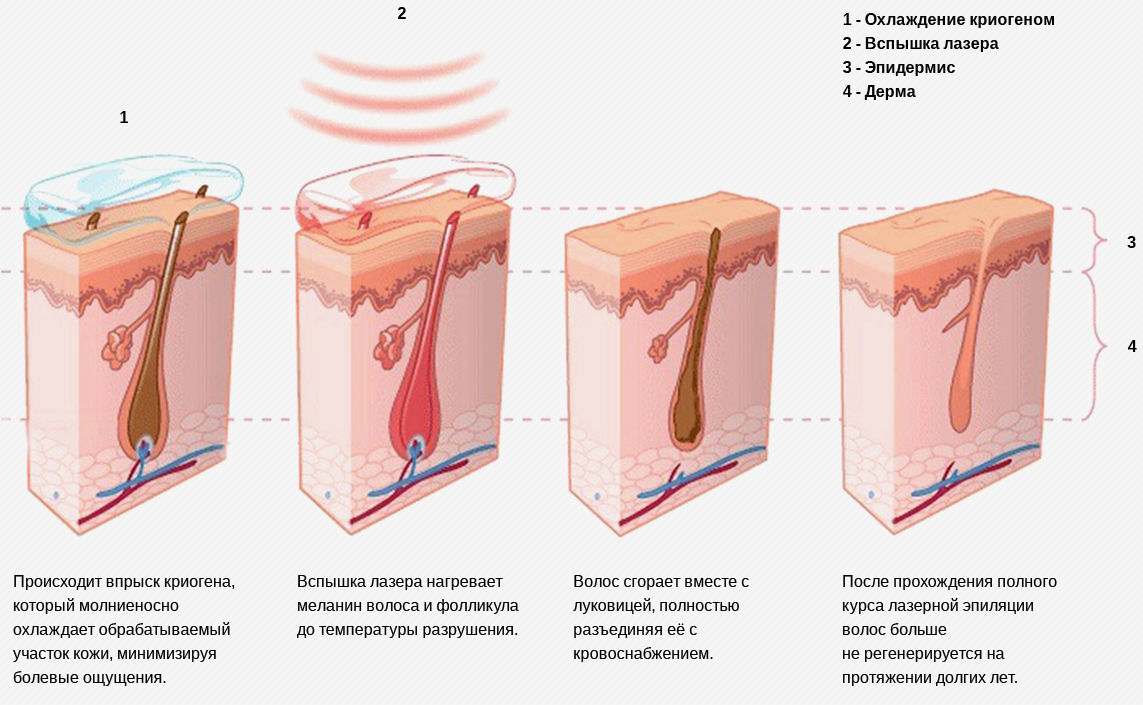 2
1 - Охлаждение криогеном
2 - Вспышка лазера
3 - Эпидермис
4 - Дерма
1
3
4
Происходит впрыск криогена,
который молниеносно
охлаждает обрабатываемый
участок кожи, минимизируя
болевые ощущения.
Вспышка лазера нагревает
меланин волоса и фолликула
до температуры разрушения.
Волос сгорает вместе с
луковицей, полностью
разъединяя её с
кровоснабжением.
После прохождения полного
курса лазерной эпиляции
волос больше
не регенерируется на
протяжении долгих лет.